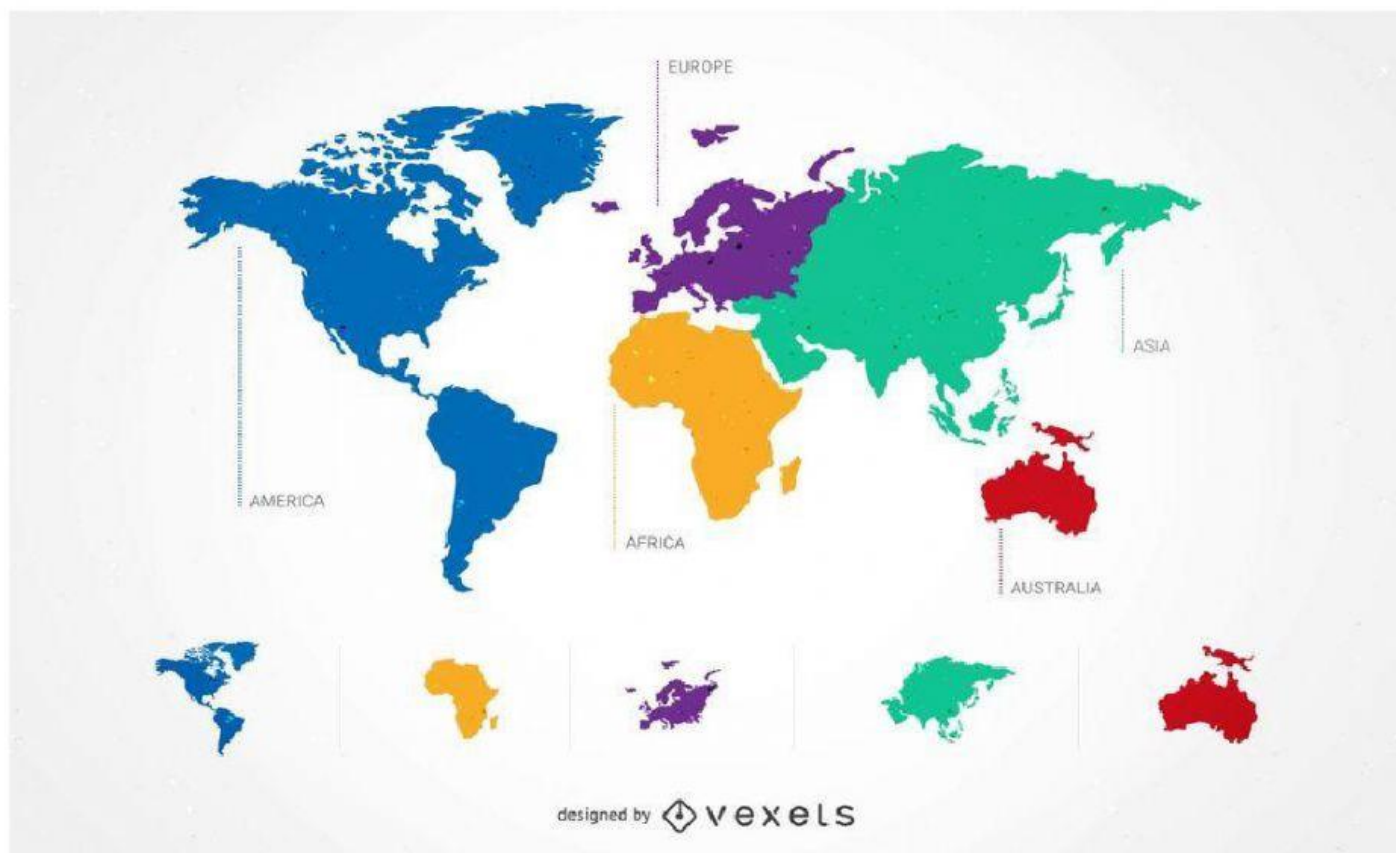 EUROPE
ASIA
AMERICA
AFRICA
AUSTRALIA
designed by vexels